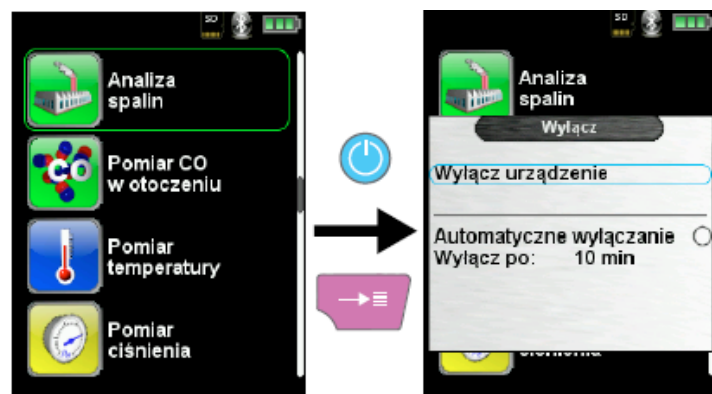 SD
Analiza
spalin
CO
Pomiar CO
w otoczeniu
Pomiar
temperatury
Pomiar
ciśnienia
SD
Analiza
spalin
Wyłącz
Wyłącz urządzenie
Automatyczne wyłączanie
Wyłącz po: 10 min